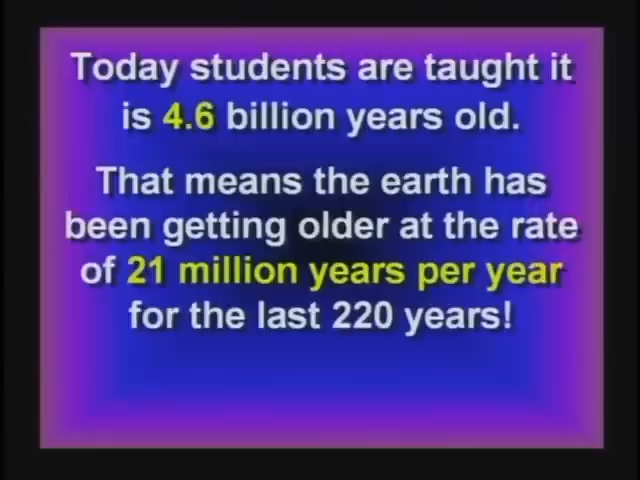 Today students are taught it
is 4.6 billion years old.
That means the earth has
been getting older at the rate
of 21 million years per year
for the last 220 years!